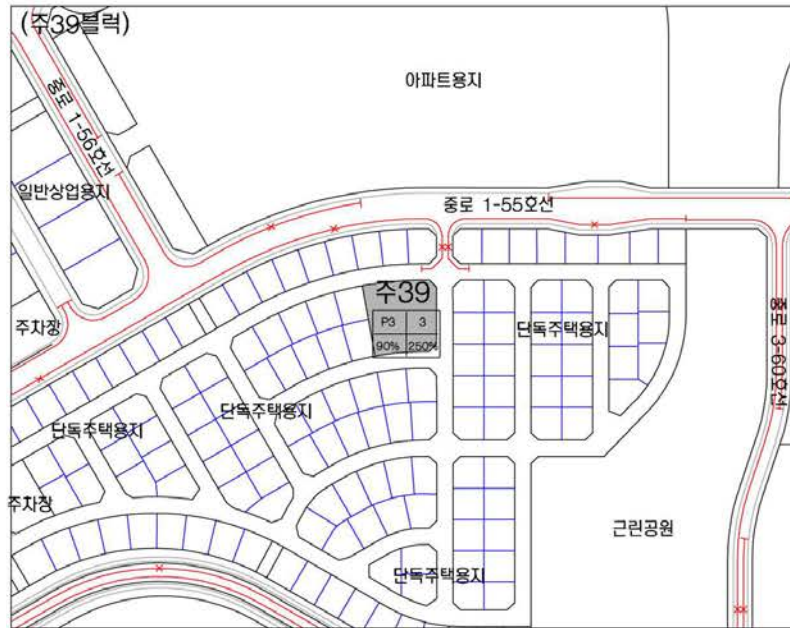 (주39블럭)
아파트용지
중로 1-56호선
일반상업용지
중로 1-55호선
주39
P3 3
90% 250%
단독주택용지
주차장
중로 3-60호선
단독주택용지
단독주택용지
주차장
근린공원
단독주택용지